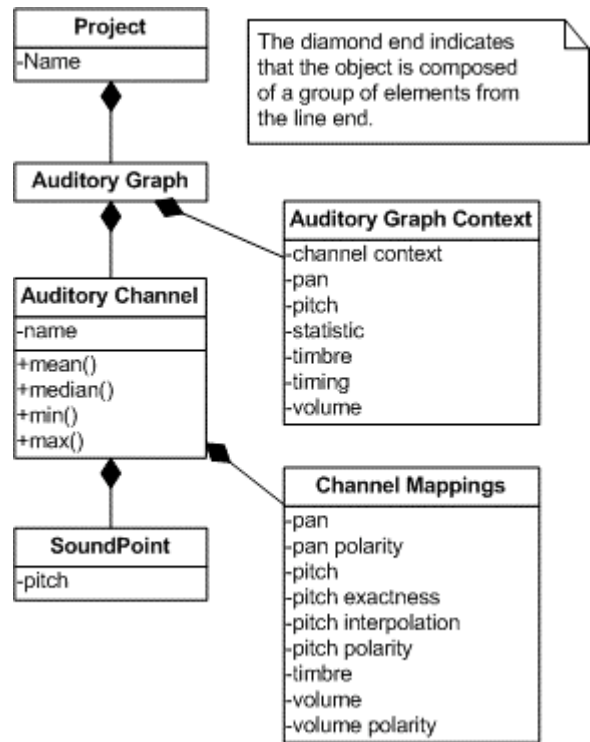 Project
-Name
The diamond end indicates
that the object is composed
of a group of elements from
the line end.
Auditory Graph
Auditory Graph Context
-channel context
-pan
-pitch
-statistic
-timbre
-timing
-volume
Auditory Channel
-name
+mean()
+median()
+min()
+max()
Channel Mappings
-pan
-pan polarity
-pitch
-pitch exactness
-pitch interpolation
-pitch polarity
-timbre
-volume
-volume polarity
SoundPoint
-pitch